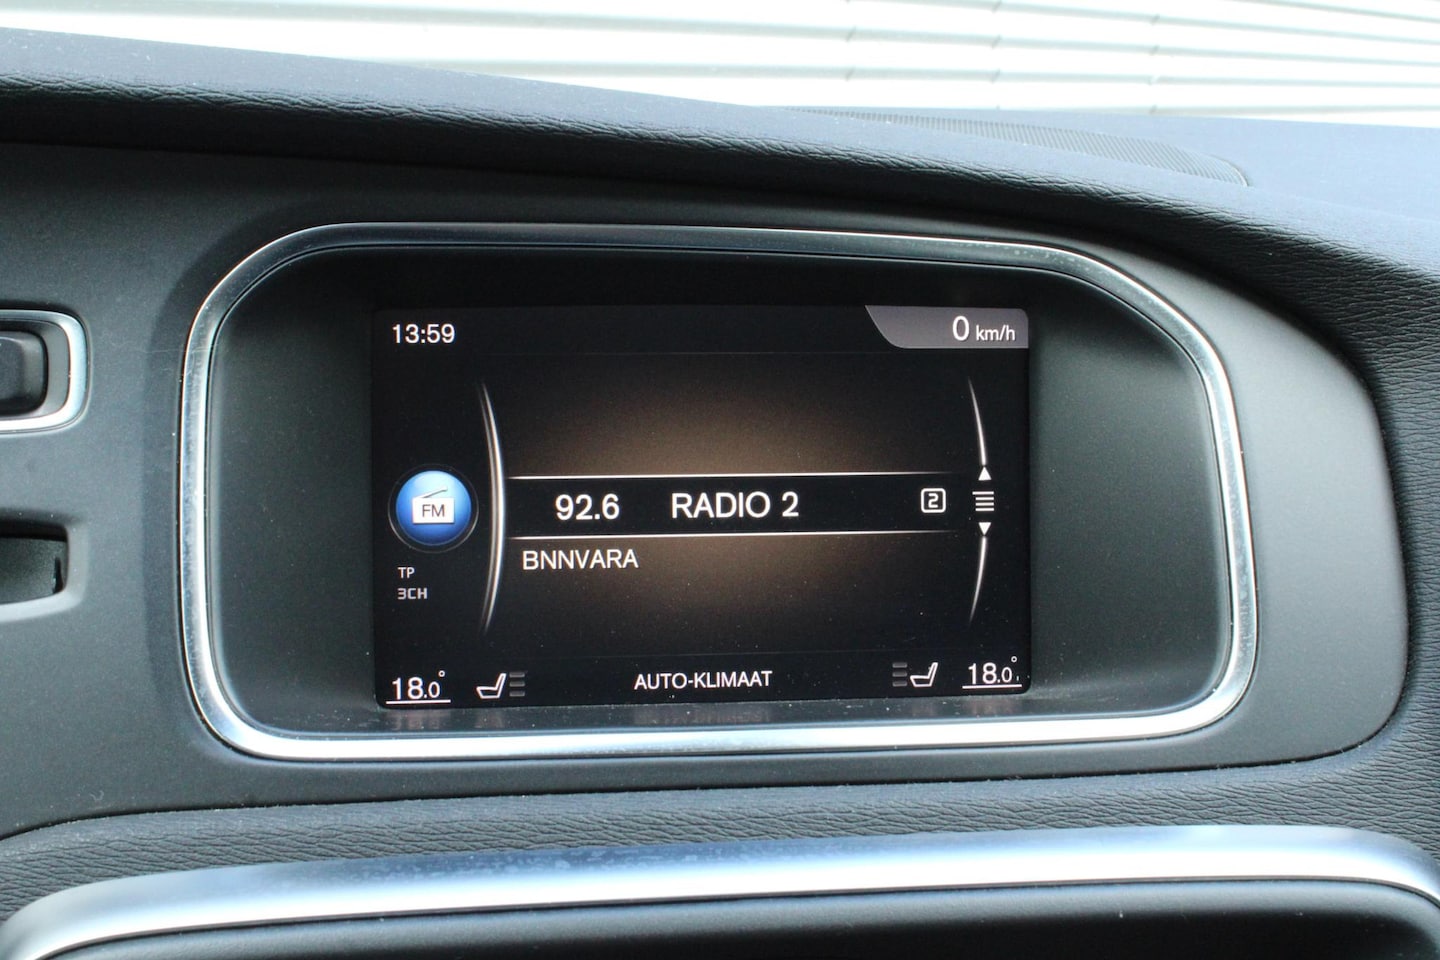 13:59
0 km/h
92.6 RADIO 2 2
FM
BNNVARA
TP
3CH
18.0° AUTO-KLIMAAT 18.0°